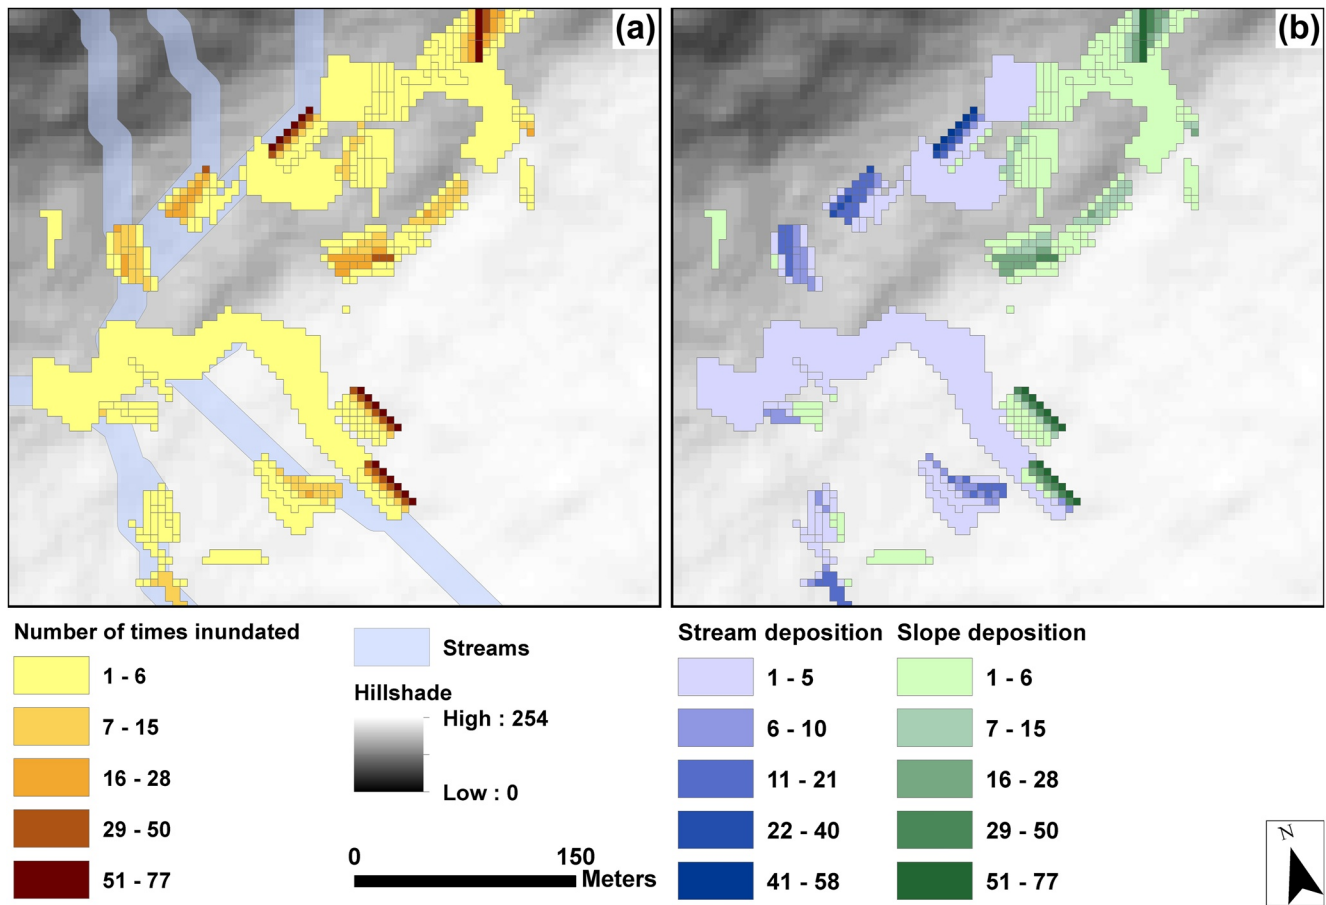 (a)
(b)
Number of times inundated
1 - 6
7 - 15
16 - 28
29 - 50
51 - 77
Streams
Hillshade
High : 254
Low : 0
0 150
Meters
Stream deposition
1 - 5
6 - 10
11 - 21
22 - 40
41 - 58
Slope deposition
1 - 6
7 - 15
16 - 28
29 - 50
51 - 77
N